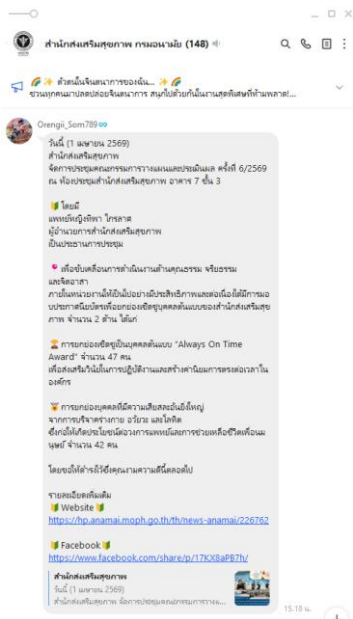 สำนักส่งเสริมสุขภาพ กรมอนามัย (148)
🌈✨ ตัวตนในจินตนาการของฉัน... ✨🌈
ชวนทุกคนมาปลดปล่อยจินตนาการ สนุกไปด้วยกันในงานสุดพิเศษที่ห้ามพลาด!...
Orengii_Som789
วันนี้ (1 เมษายน 2569)
สำนักส่งเสริมสุขภาพ
จัดการประชุมคณะกรรมการวางแผนและประเมินผล ครั้งที่ 6/2569
ณ ห้องประชุมสำนักส่งเสริมสุขภาพ อาคาร 7 ชั้น 3
🔰 โดยมี
แพทย์หญิงทิพา ไกรลาศ
ผู้อำนวยการสำนักส่งเสริมสุขภาพ
เป็นประธานการประชุม
เพื่อขับเคลื่อนการดำเนินงานด้านคุณธรรม จริยธรรม
และจิตอาสา
ภายในหน่วยงานให้เป็นไปอย่างมีประสิทธิภาพและต่อเนื่องได้มีการมอ
บประกาศนียบัตรเพื่อยกย่องเชิดชูบุคคลต้นแบบของสำนักส่งเสริมสุข
ภาพ จำนวน 2 ด้าน ได้แก่
การยกย่องเชิดชูเป็นบุคคลต้นแบบ "Always On Time
Award" จำนวน 47 คน
เพื่อส่งเสริมวินัยในการปฏิบัติงานและสร้างค่านิยมการตรงต่อเวลาใน
องค์กร
การยกย่องบุคคลที่มีความเสียสละอันยิ่งใหญ่
จากการบริจาคร่างกาย อวัยวะ และโลหิต
ซึ่งก่อให้เกิดประโยชน์ต่อวงการแพทย์และการช่วยเหลือชีวิตเพื่อนม
นุษย์ จำนวน 42 คน
โดยขอให้ดำรงไว้ซึ่งคุณงามความดีนี้ตลอดไป
รายละเอียดเพิ่มเติม
🔰 Website 🔰
https://hp.anamai.moph.go.th/th/news-anamai/226762
🔰 Facebook 🔰
https://www.facebook.com/share/p/17KX8aPB7h/
สำนักส่งเสริมสุขภาพ
วันนี้ (1 เมษายน 2569)
สำนักส่งเสริมสุขภาพ จัดการประชุมคณะกรรมการวางแ...
15.18 น.